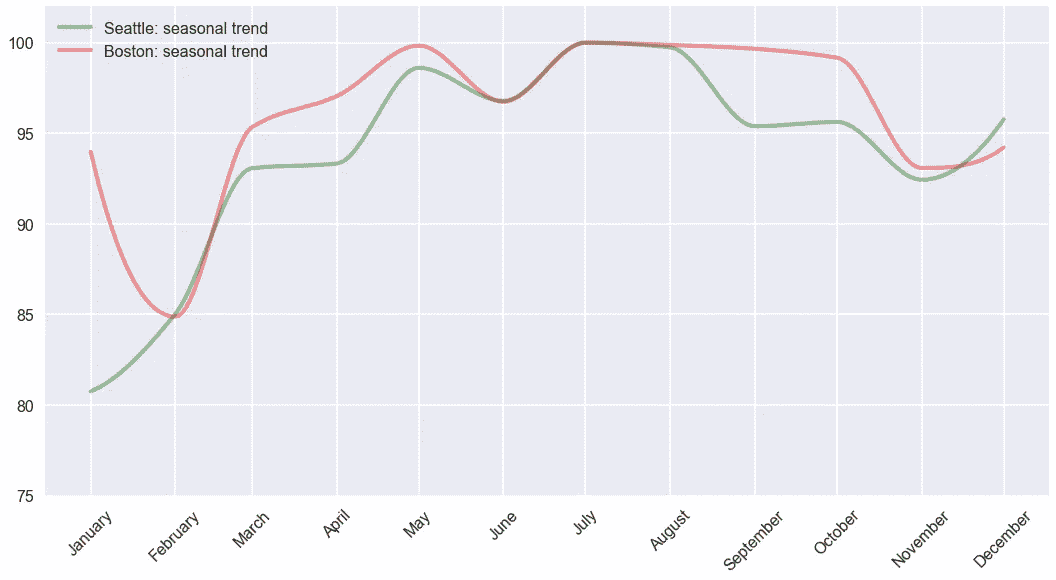 Seattle: seasonal trend
Boston: seasonal trend
100
95
90
85
80
75
January
February
March
April
May
June
July
August
September
October
November
December